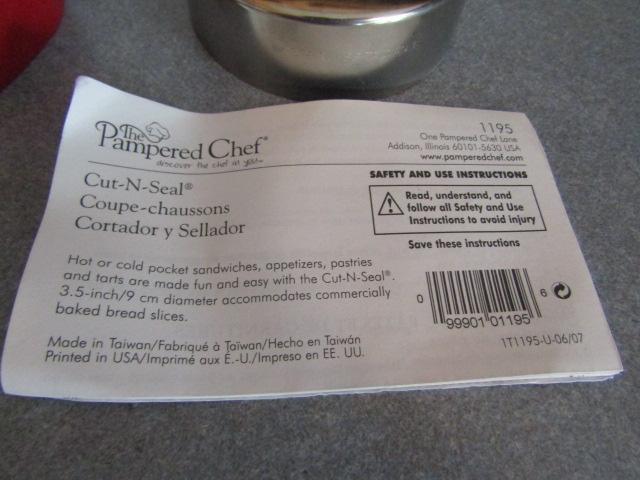 The
Pampered Chef®
discover the chef in you™
1195
One Pampered Chef Lane
Addison, Illinois 60101-5630 USA
www.pamperedchef.com
Cut-N-Seal®
Coupe-chaussons
Cortador y Sellador
SAFETY AND USE INSTRUCTIONS
Read, understand, and
follow all Safety and Use
Instructions to avoid injury
Save these instructions
Hot or cold pocket sandwiches, appetizers, pastries
and tarts are made fun and easy with the Cut-N-Seal®.
3.5-inch/9 cm diameter accommodates commercially
baked bread slices.
0 99901 01195 6
Made in Taiwan/Fabriqué à Taïwan/Hecho en Taiwán
Printed in USA/Imprimé aux É.-U./Impreso en EE. UU.
1T1195-U-06/07